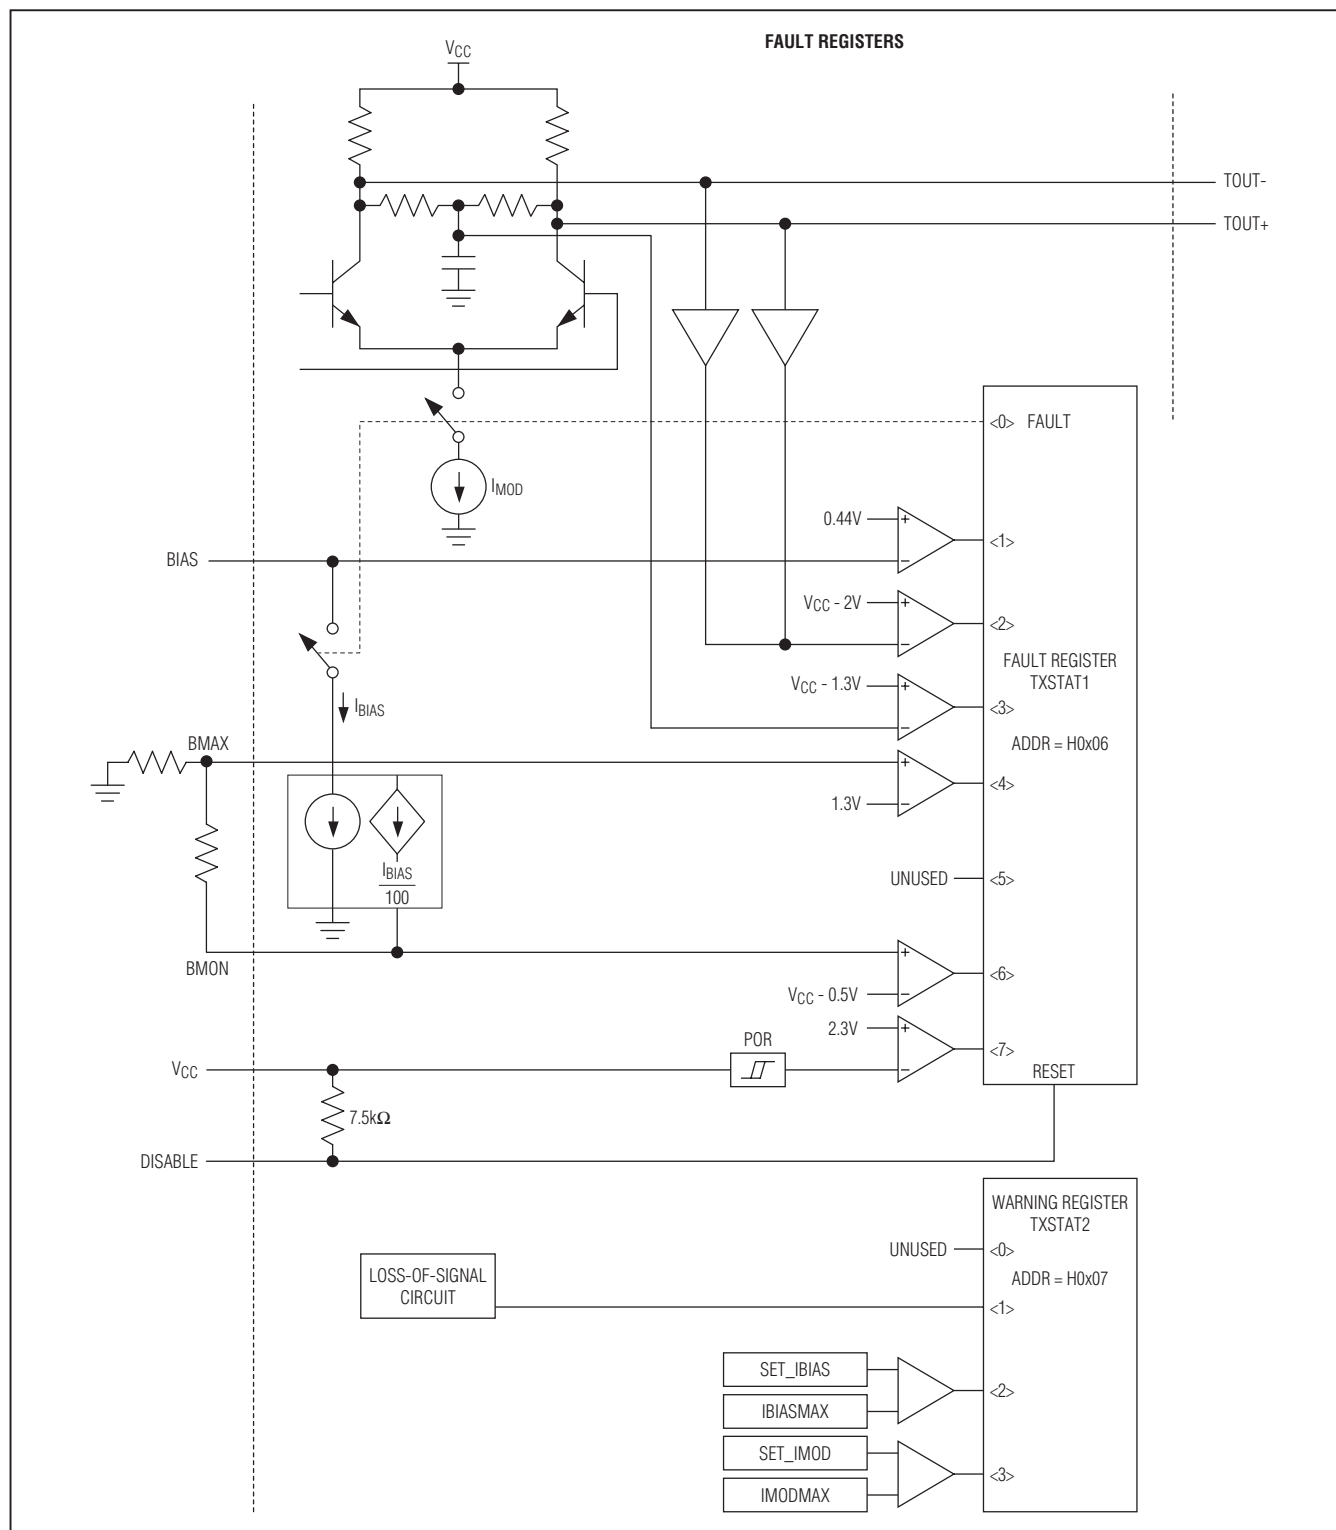 FAULT REGISTERS
VCC
TOUT-
TOUT+
<0> FAULT
IMOD
0.44V
+
-
<1>
BIAS
VCC - 2V
+
-
<2>
FAULT REGISTER
TXSTAT1
VCC - 1.3V
+
-
<3>
IBIAS
ADDR = H0x06
BMAX
+
-
<4>
1.3V
IBIAS
100
UNUSED
<5>
BMON
+
-
<6>
VCC - 0.5V
2.3V
+
-
<7>
POR
VCC
RESET
7.5kΩ
DISABLE
WARNING REGISTER
TXSTAT2
UNUSED
<0>
ADDR = H0x07
LOSS-OF-SIGNAL
CIRCUIT
<1>
SET_IBIAS
<2>
IBIASMAX
SET_IMOD
<3>
IMODMAX